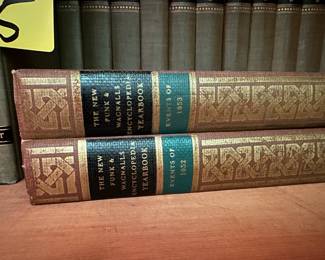 THE NEW
FUNK &
WAGNALLS
ENCYCLOPEDIA
YEARBOOK
EVENTS OF
1953
THE NEW
FUNK &
WAGNALLS
ENCYCLOPEDIA
YEARBOOK
EVENTS OF
1952